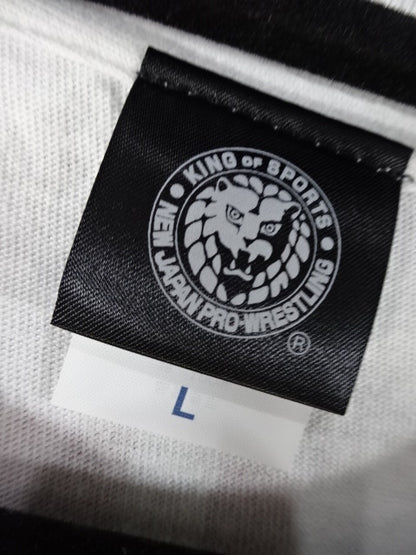 KING OF SPORTS
NEW JAPAN PRO-WRESTLING
®
L